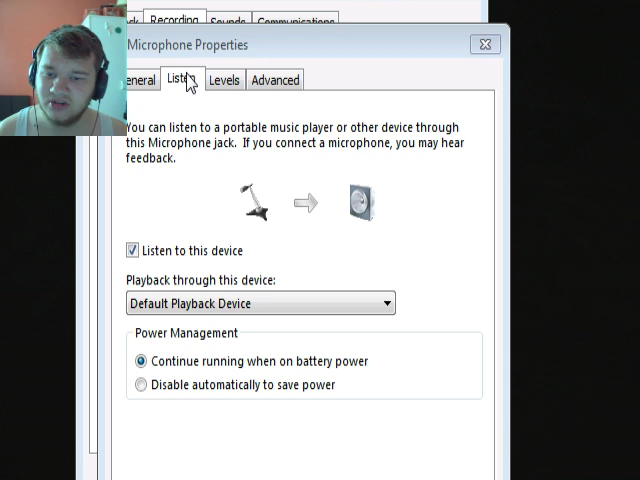 Recording Sounds Communications
Microphone Properties
Listen Levels Advanced
You can listen to a portable music player or other device through
this Microphone jack. If you connect a microphone, you may hear
feedback.
Listen to this device
Playback through this device:
Default Playback Device
Power Management
Continue running when on battery power
Disable automatically to save power